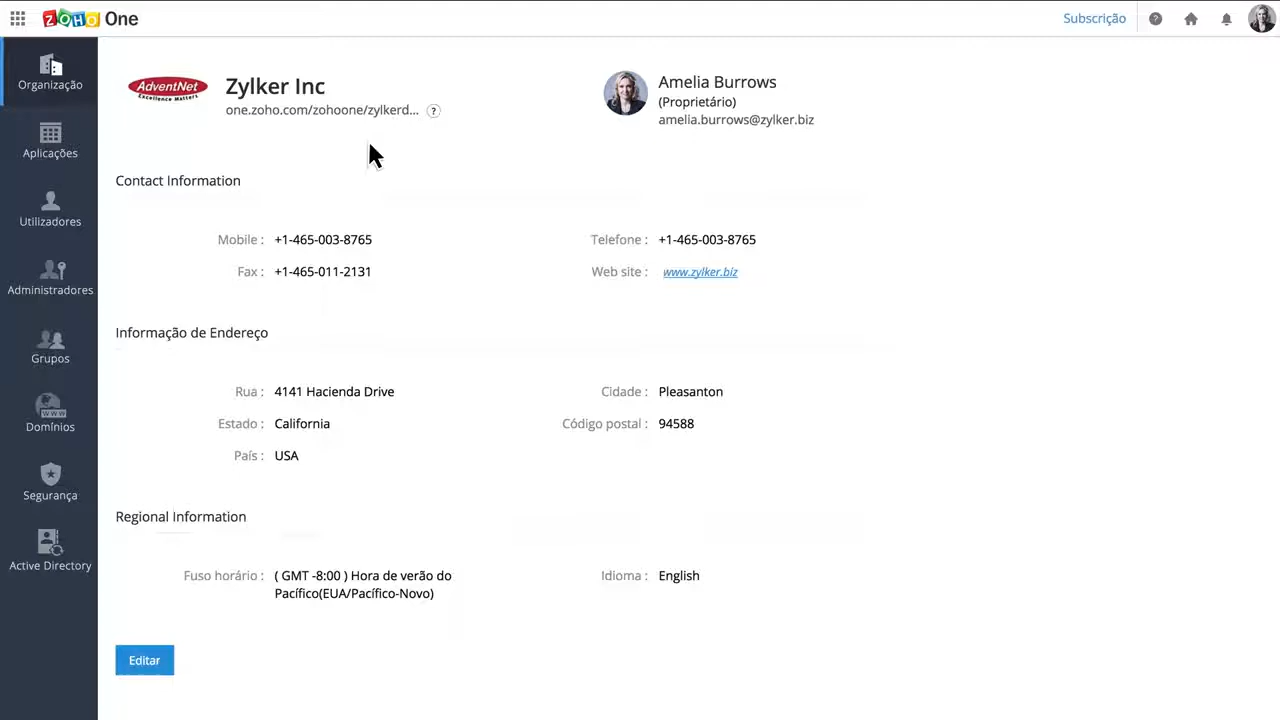 ZOHO One
Subscrição
Organização
Aplicações
Utilizadores
Administradores
Grupos
WWW
Domínios
Segurança
Active Directory
AdventNet
Excellence Matters
Zylker Inc
one.zoho.com/zohoone/zylkerd... ?
Amelia Burrows
(Proprietário)
amelia.burrows@zylker.biz
Contact Information
Mobile : +1-465-003-8765
Telefone : +1-465-003-8765
Fax : +1-465-011-2131
Web site : www.zylker.biz
Informação de Endereço
Rua : 4141 Hacienda Drive
Cidade : Pleasanton
Estado : California
Código postal : 94588
País : USA
Regional Information
Fuso horário : ( GMT -8:00 ) Hora de verão do
Pacífico(EUA/Pacífico-Novo)
Idioma : English
Editar